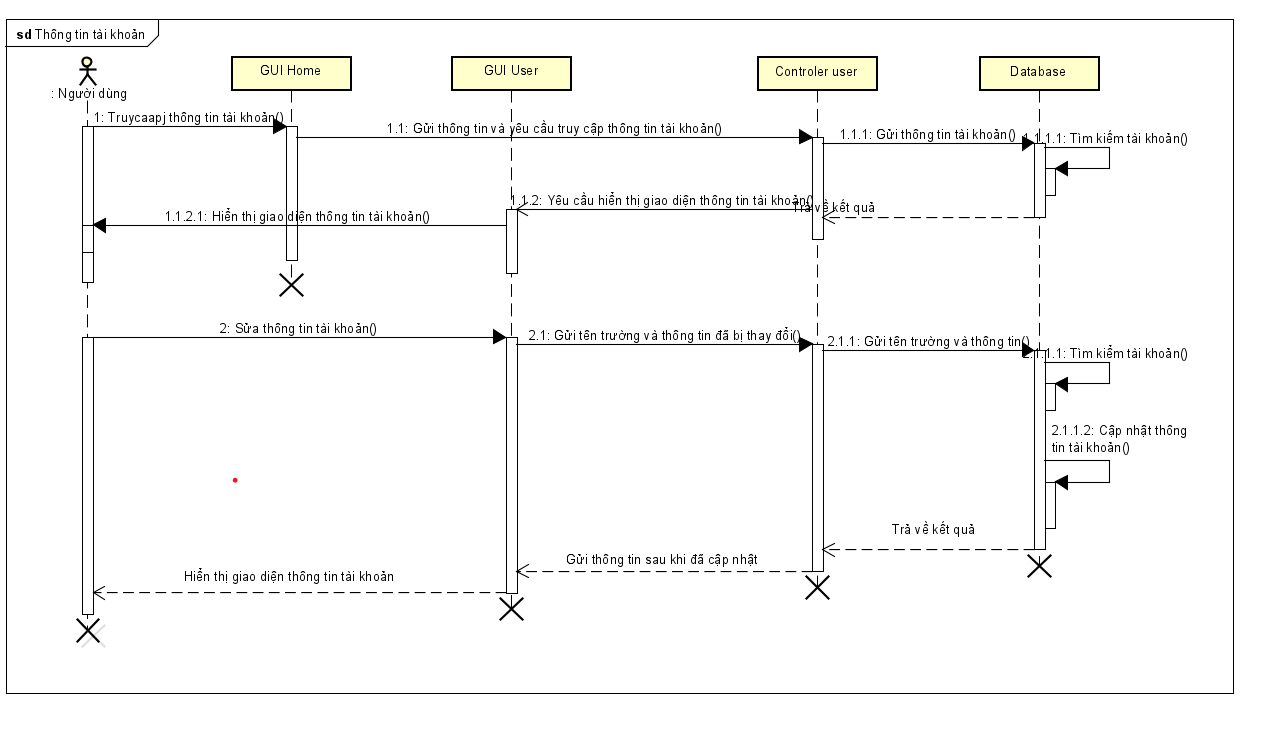 sd Thông tin tài khoản
GUI Home
GUI User
Controler user
Database
: Người dùng
1: Truycaapj thông tin tài khoản()
1.1: Gửi thông tin và yêu cầu truy cập thông tin tài khoản()
1.1.1: Gửi thông tin tài khoản()
1.1.1.1: Tìm kiếm tài khoản()
1.1.2: Yêu cầu hiển thị giao diện thông tin tài khoản()
Trả về kết quả
1.1.2.1: Hiển thị giao diện thông tin tài khoản()
2: Sửa thông tin tài khoản()
2.1: Gửi tên trường và thông tin đã bị thay đổi()
2.1.1: Gửi tên trường và thông tin()
2.1.1.1: Tìm kiểm tài khoản()
2.1.1.2: Cập nhật thông
tin tài khoản()
Trả về kết quả
Gửi thông tin sau khi đã cập nhật
Hiển thị giao diện thông tin tài khoản